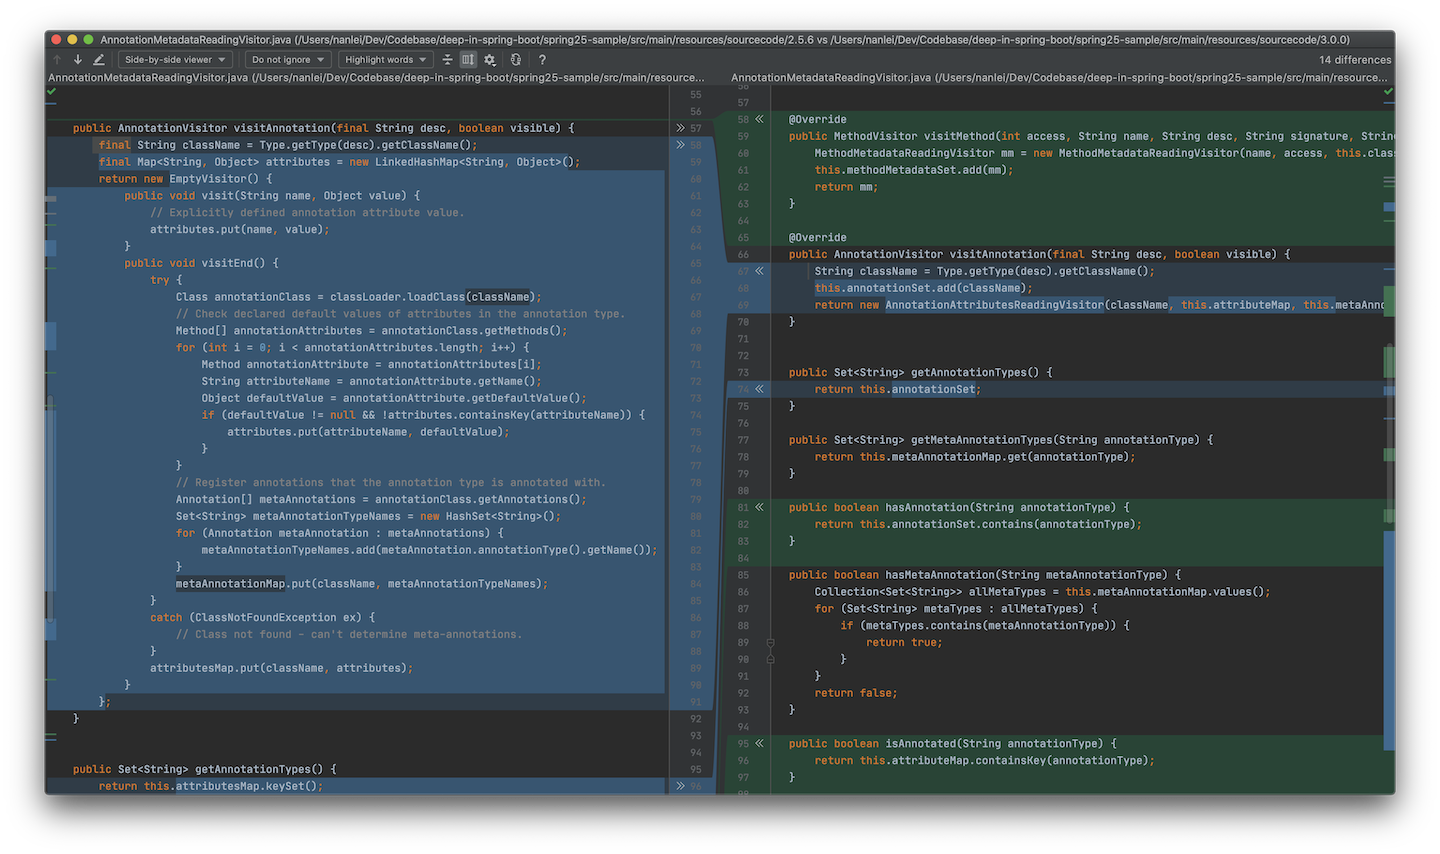 AnnotationMetadataReadingVisitor.java (/Users/nanlei/Dev/Codebase/deep-in-spring-boot/spring25-sample/src/main/resources/sourcecode/2.5.6 vs /Users/nanlei/Dev/Codebase/deep-in-spring-boot/spring25-sample/src/main/resources/sourcecode/3.0.0)
Side-by-side viewer Do not ignore Highlight words ? 14 differences
AnnotationMetadataReadingVisitor.java (/Users/nanlei/Dev/Codebase/deep-in-spring-boot/spring25-sample/src/main/resource...
55
56
public AnnotationVisitor visitAnnotation(final String desc, boolean visible) { 57
final String className = Type.getType(desc).getClassName(); 58
final Map<String, Object> attributes = new LinkedHashMap<String, Object>(); 59
return new EmptyVisitor() { 60
public void visit(String name, Object value) { 61
// Explicitly defined annotation attribute value. 62
attributes.put(name, value); 63
} 64
public void visitEnd() { 65
try { 66
Class annotationClass = classLoader.loadClass(className); 67
// Check declared default values of attributes in the annotation type. 68
Method[] annotationAttributes = annotationClass.getMethods(); 69
for (int i = 0; i < annotationAttributes.length; i++) { 70
Method annotationAttribute = annotationAttributes[i]; 71
String attributeName = annotationAttribute.getName(); 72
Object defaultValue = annotationAttribute.getDefaultValue(); 73
if (defaultValue != null && !attributes.containsKey(attributeName)) { 74
attributes.put(attributeName, defaultValue); 75
} 76
} 77
// Register annotations that the annotation type is annotated with. 78
Annotation[] metaAnnotations = annotationClass.getAnnotations(); 79
Set<String> metaAnnotationTypeNames = new HashSet<String>(); 80
for (Annotation metaAnnotation : metaAnnotations) { 81
metaAnnotationTypeNames.add(metaAnnotation.annotationType().getName()); 82
} 83
metaAnnotationMap.put(className, metaAnnotationTypeNames); 84
} 85
catch (ClassNotFoundException ex) { 86
// Class not found - can't determine meta-annotations. 87
} 88
attributesMap.put(className, attributes); 89
} 90
}; 91
} 92
93
94
public Set<String> getAnnotationTypes() { 95
return this.attributesMap.keySet(); 96
AnnotationMetadataReadingVisitor.java (/Users/nanlei/Dev/Codebase/deep-in-spring-boot/spring25-sample/src/main/resource...
56
57
58 @Override
59 public MethodVisitor visitMethod(int access, String name, String desc, String signature, Strin
60 MethodMetadataReadingVisitor mm = new MethodMetadataReadingVisitor(name, access, this.clas
61 this.methodMetadataSet.add(mm);
62 return mm;
63 }
64
65 @Override
66 public AnnotationVisitor visitAnnotation(final String desc, boolean visible) {
67 String className = Type.getType(desc).getClassName();
68 this.annotationSet.add(className);
69 return new AnnotationAttributesReadingVisitor(className, this.attributeMap, this.metaAnno
70 }
71
72
73 public Set<String> getAnnotationTypes() {
74 return this.annotationSet;
75 }
76
77 public Set<String> getMetaAnnotationTypes(String annotationType) {
78 return this.metaAnnotationMap.get(annotationType);
79 }
80
81 public boolean hasAnnotation(String annotationType) {
82 return this.annotationSet.contains(annotationType);
83 }
84
85 public boolean hasMetaAnnotation(String metaAnnotationType) {
86 Collection<Set<String>> allMetaTypes = this.metaAnnotationMap.values();
87 for (Set<String> metaTypes : allMetaTypes) {
88 if (metaTypes.contains(metaAnnotationType)) {
89 return true;
90 }
91 }
92 return false;
93 }
94
95 public boolean isAnnotated(String annotationType) {
96 return this.attributeMap.containsKey(annotationType);
97 }
98